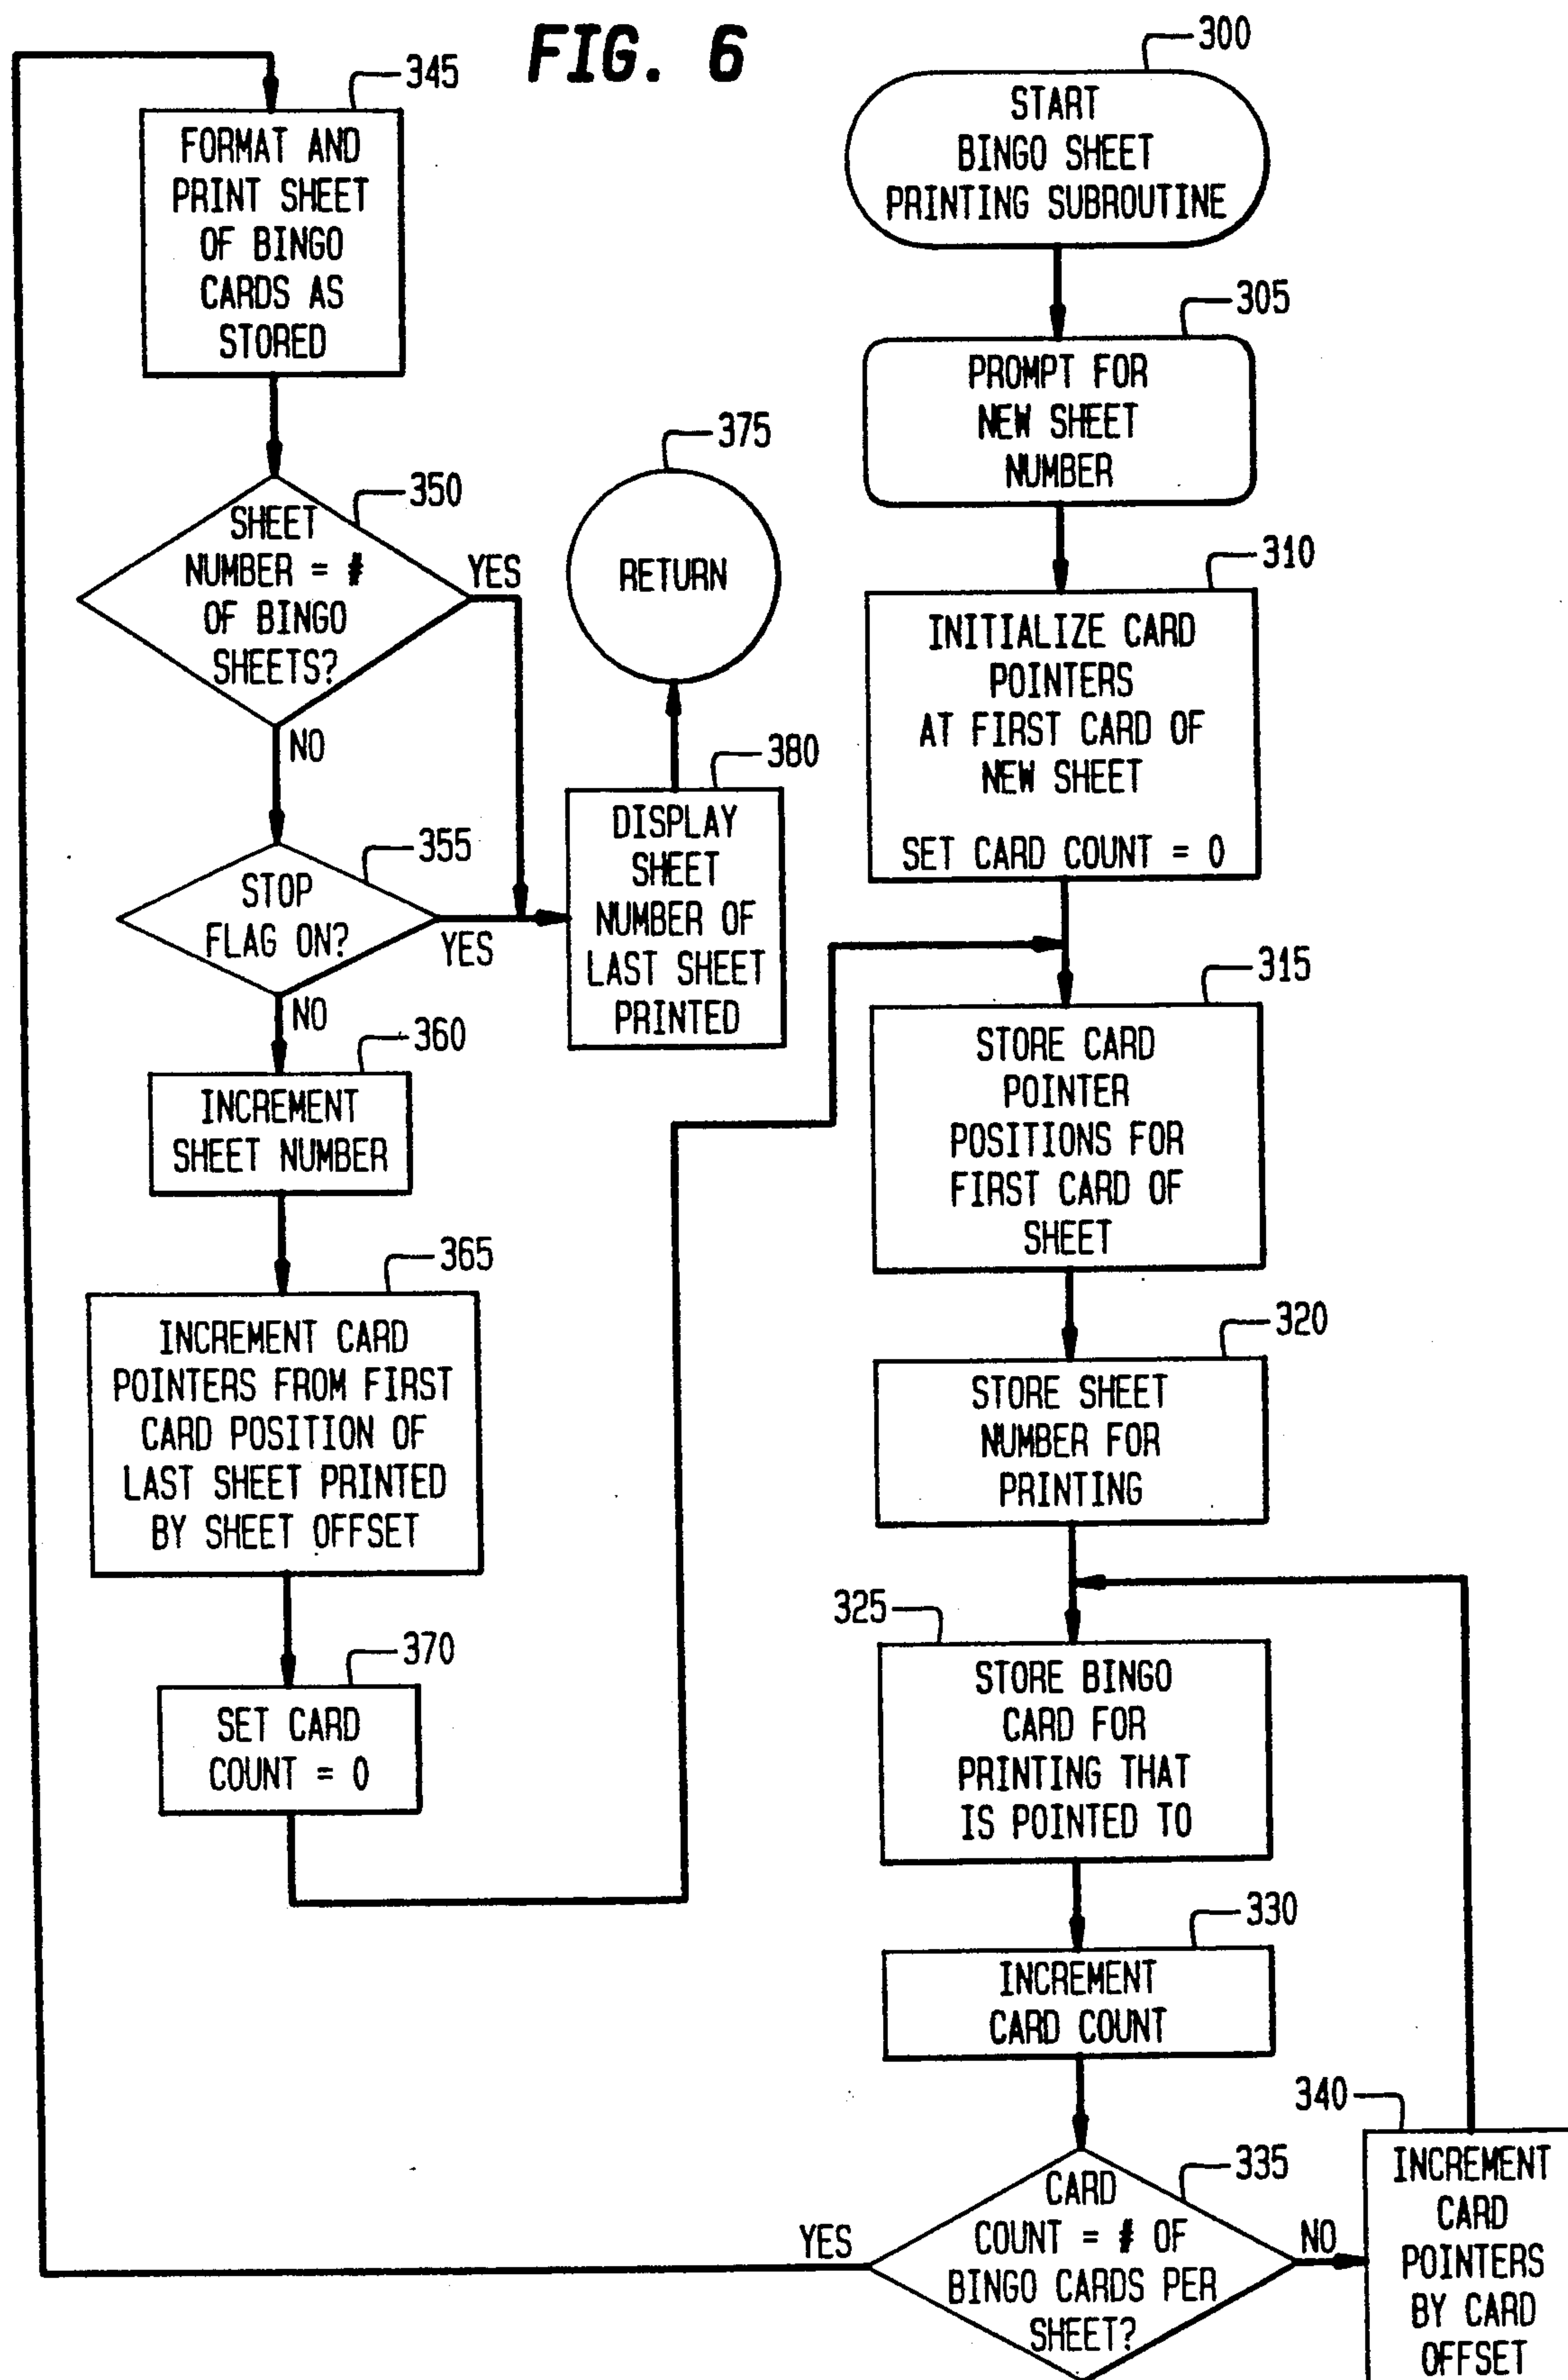 FIG. 6
300
START
BINGO SHEET
PRINTING SUBROUTINE
305
PROMPT FOR
NEW SHEET
NUMBER
310
INITIALIZE CARD
POINTERS
AT FIRST CARD OF
NEW SHEET
SET CARD COUNT = 0
315
STORE CARD
POINTER
POSITIONS FOR
FIRST CARD OF
SHEET
320
STORE SHEET
NUMBER FOR
PRINTING
325
STORE BINGO
CARD FOR
PRINTING THAT
IS POINTED TO
330
INCREMENT
CARD COUNT
335
CARD
COUNT = # OF
BINGO CARDS PER
SHEET?
YES
NO
340
INCREMENT
CARD
POINTERS
BY CARD
OFFSET
345
FORMAT AND
PRINT SHEET
OF BINGO
CARDS AS
STORED
350
SHEET
NUMBER = #
OF BINGO
SHEETS?
YES
NO
355
STOP
FLAG ON?
YES
NO
360
INCREMENT
SHEET NUMBER
365
INCREMENT CARD
POINTERS FROM FIRST
CARD POSITION OF
LAST SHEET PRINTED
BY SHEET OFFSET
370
SET CARD
COUNT = 0
375
RETURN
380
DISPLAY
SHEET
NUMBER OF
LAST SHEET
PRINTED